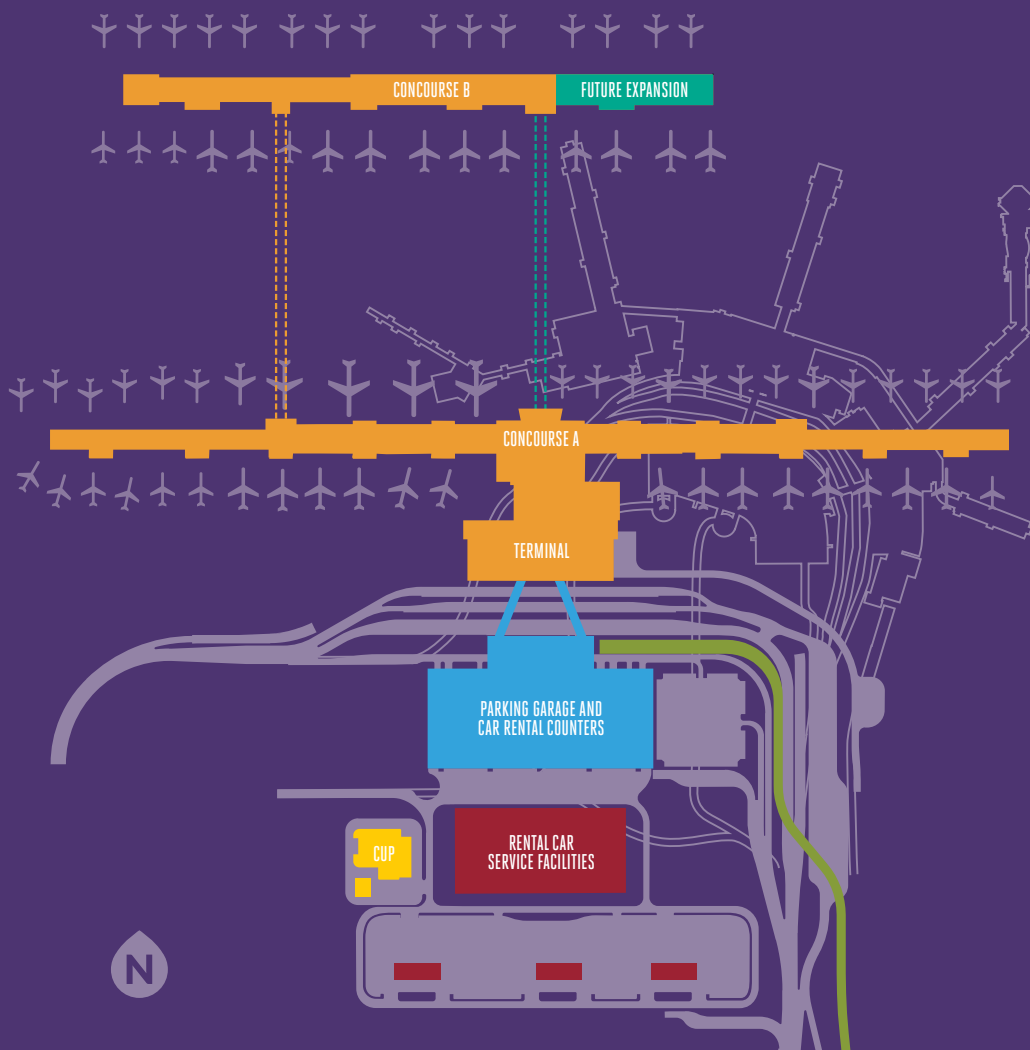 CONCOURSE B
FUTURE EXPANSION
CONCOURSE A
TERMINAL
PARKING GARAGE AND
CAR RENTAL COUNTERS
RENTAL CAR
SERVICE FACILITIES
CUP
N